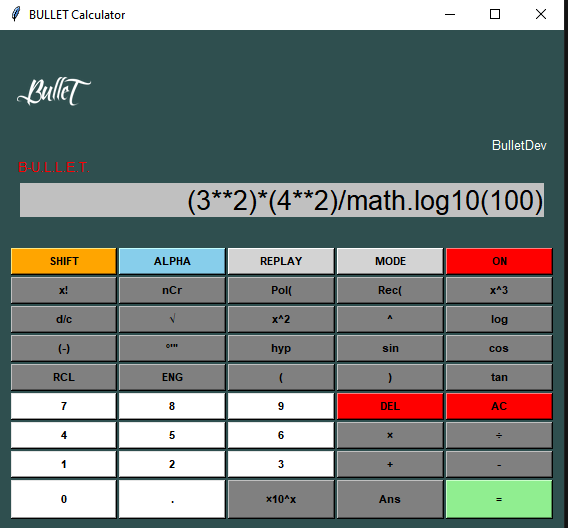 BULLET Calculator
BulleT
BulletDev
B.U.L.L.E.T.
(3**2)*(4**2)/math.log10(100)
SHIFT ALPHA REPLAY MODE ON
x! nCr Pol( Rec( x^3
d/c √ x^2 ^ log
(-) °'" hyp sin cos
RCL ENG ( ) tan
7 8 9 DEL AC
4 5 6 × ÷
1 2 3 + -
0 . ×10^x Ans =